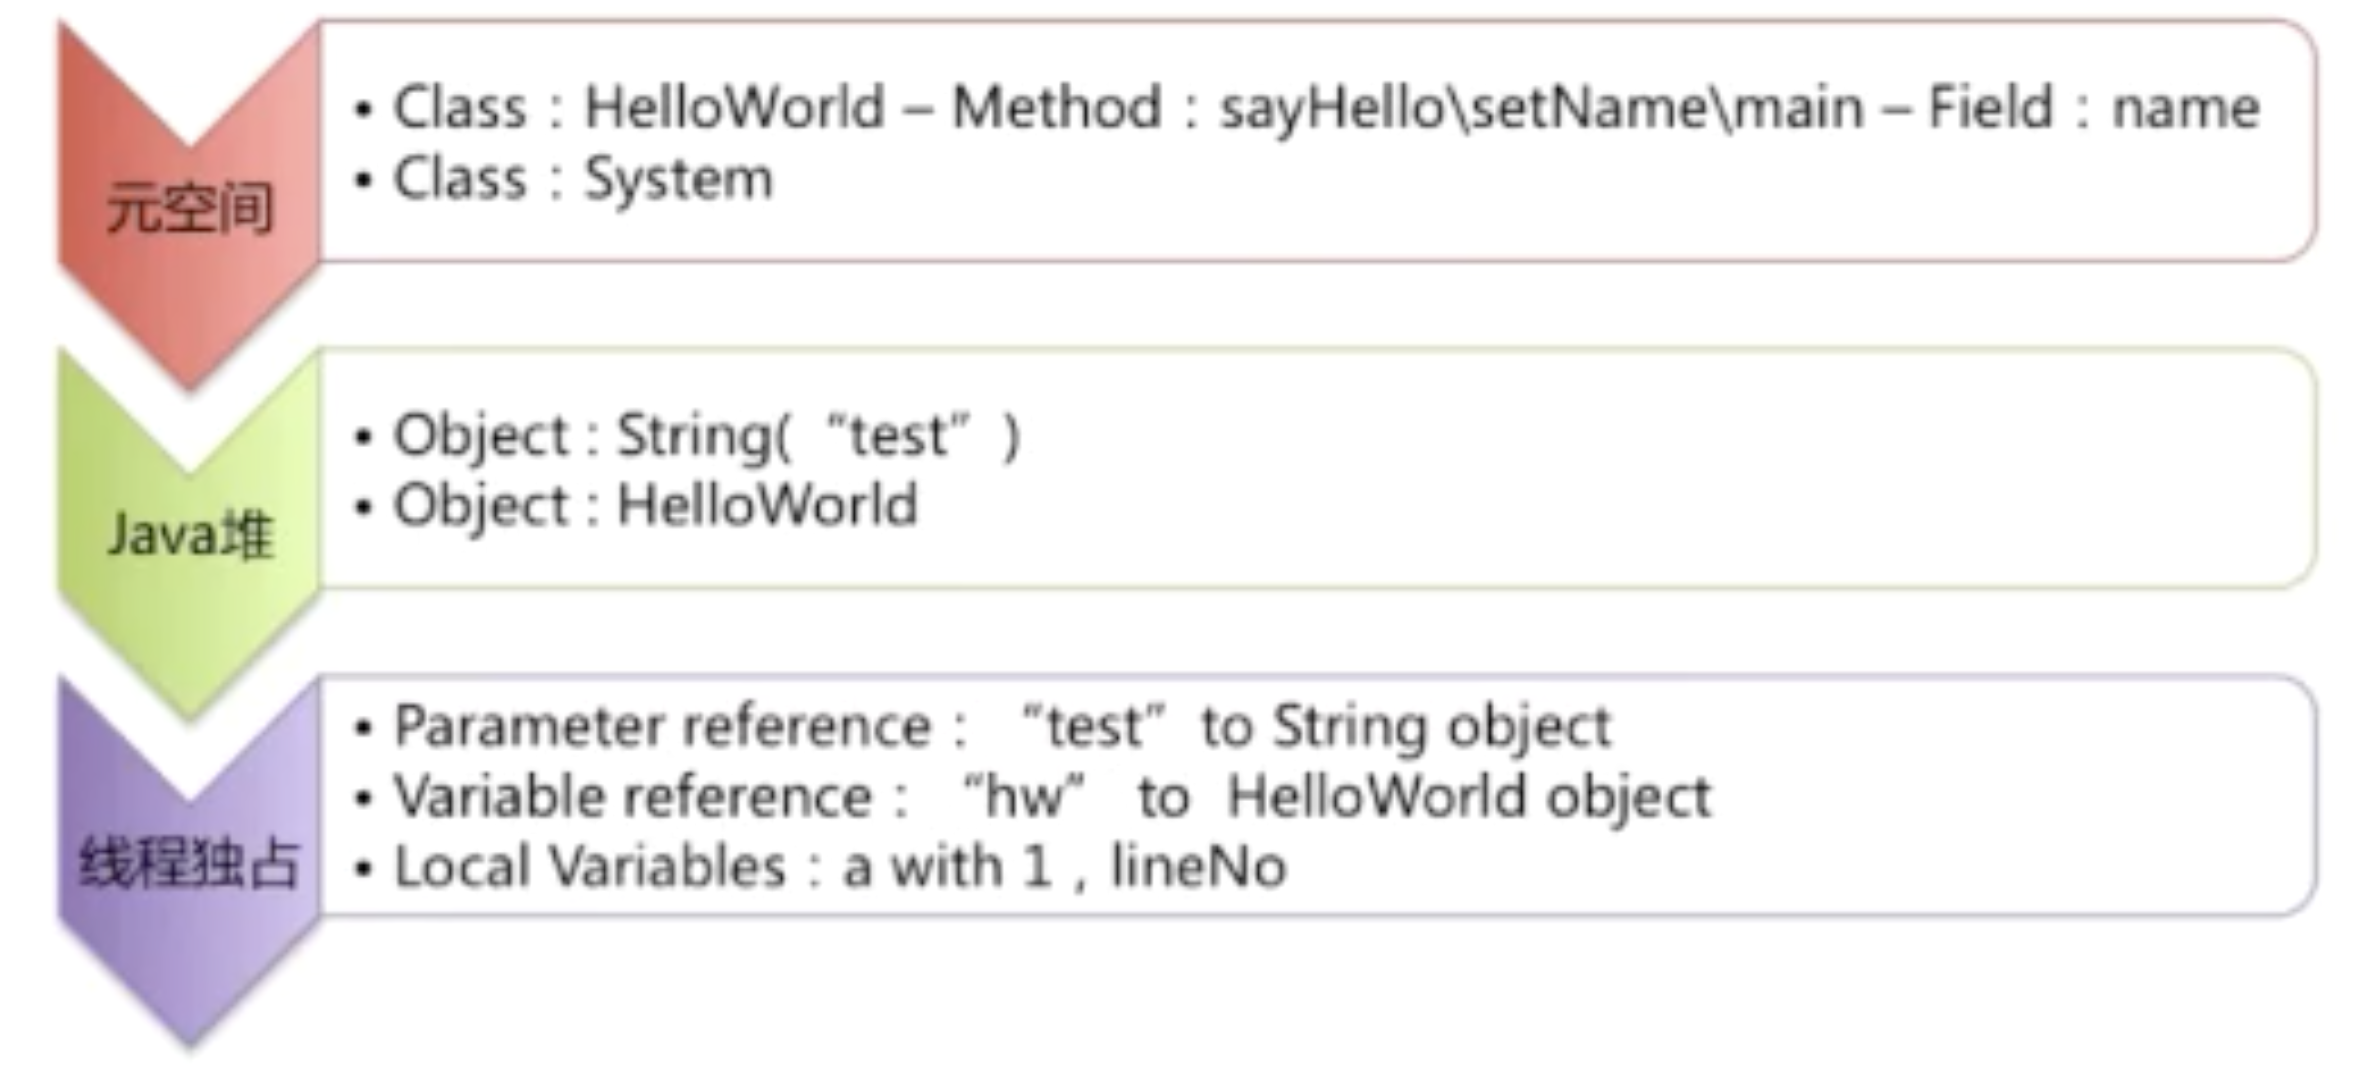 元空间
• Class：HelloWorld – Method：sayHello\setName\main – Field：name
• Class：System
Java堆
• Object : String( “test” )
• Object : HelloWorld
线程独占
• Parameter reference： “test” to String object
• Variable reference： “hw” to HelloWorld object
• Local Variables：a with 1 , lineNo